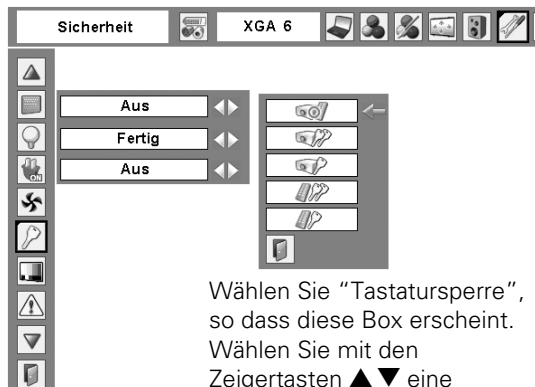 Sicherheit
XGA 6
Aus
Fertig
Aus
ON
Wählen Sie “Tastatursperre”,
so dass diese Box erscheint.
Wählen Sie mit den
Zeigertasten ▲▼ eine